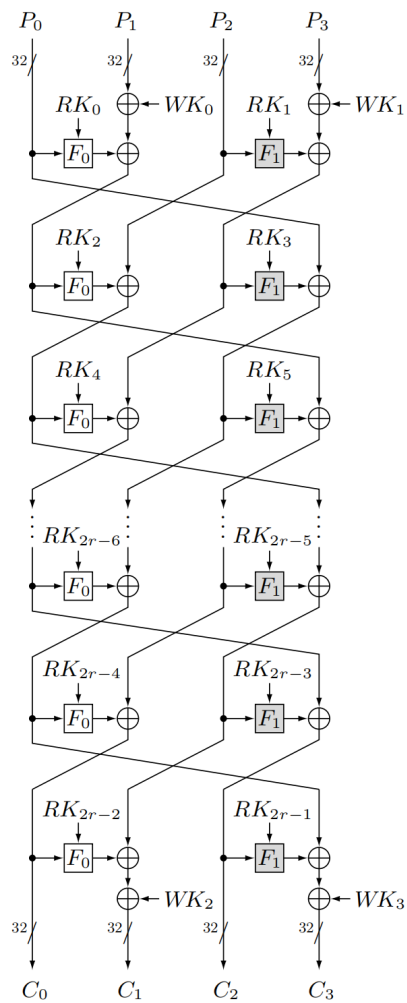 P₀ P₁ P₂ P₃
32 32 32 32
RK₀ WK₀ RK₁ WK₁
F₀ F₁
RK₂ RK₃
F₀ F₁
RK₄ RK₅
F₀ F₁
⋮ ⋮ ⋮ ⋮
RK₂ᵣ₋₆ RK₂ᵣ₋₅
F₀ F₁
RK₂ᵣ₋₄ RK₂ᵣ₋₃
F₀ F₁
RK₂ᵣ₋₂ RK₂ᵣ₋₁
F₀ F₁
WK₂ WK₃
32 32 32 32
C₀ C₁ C₂ C₃